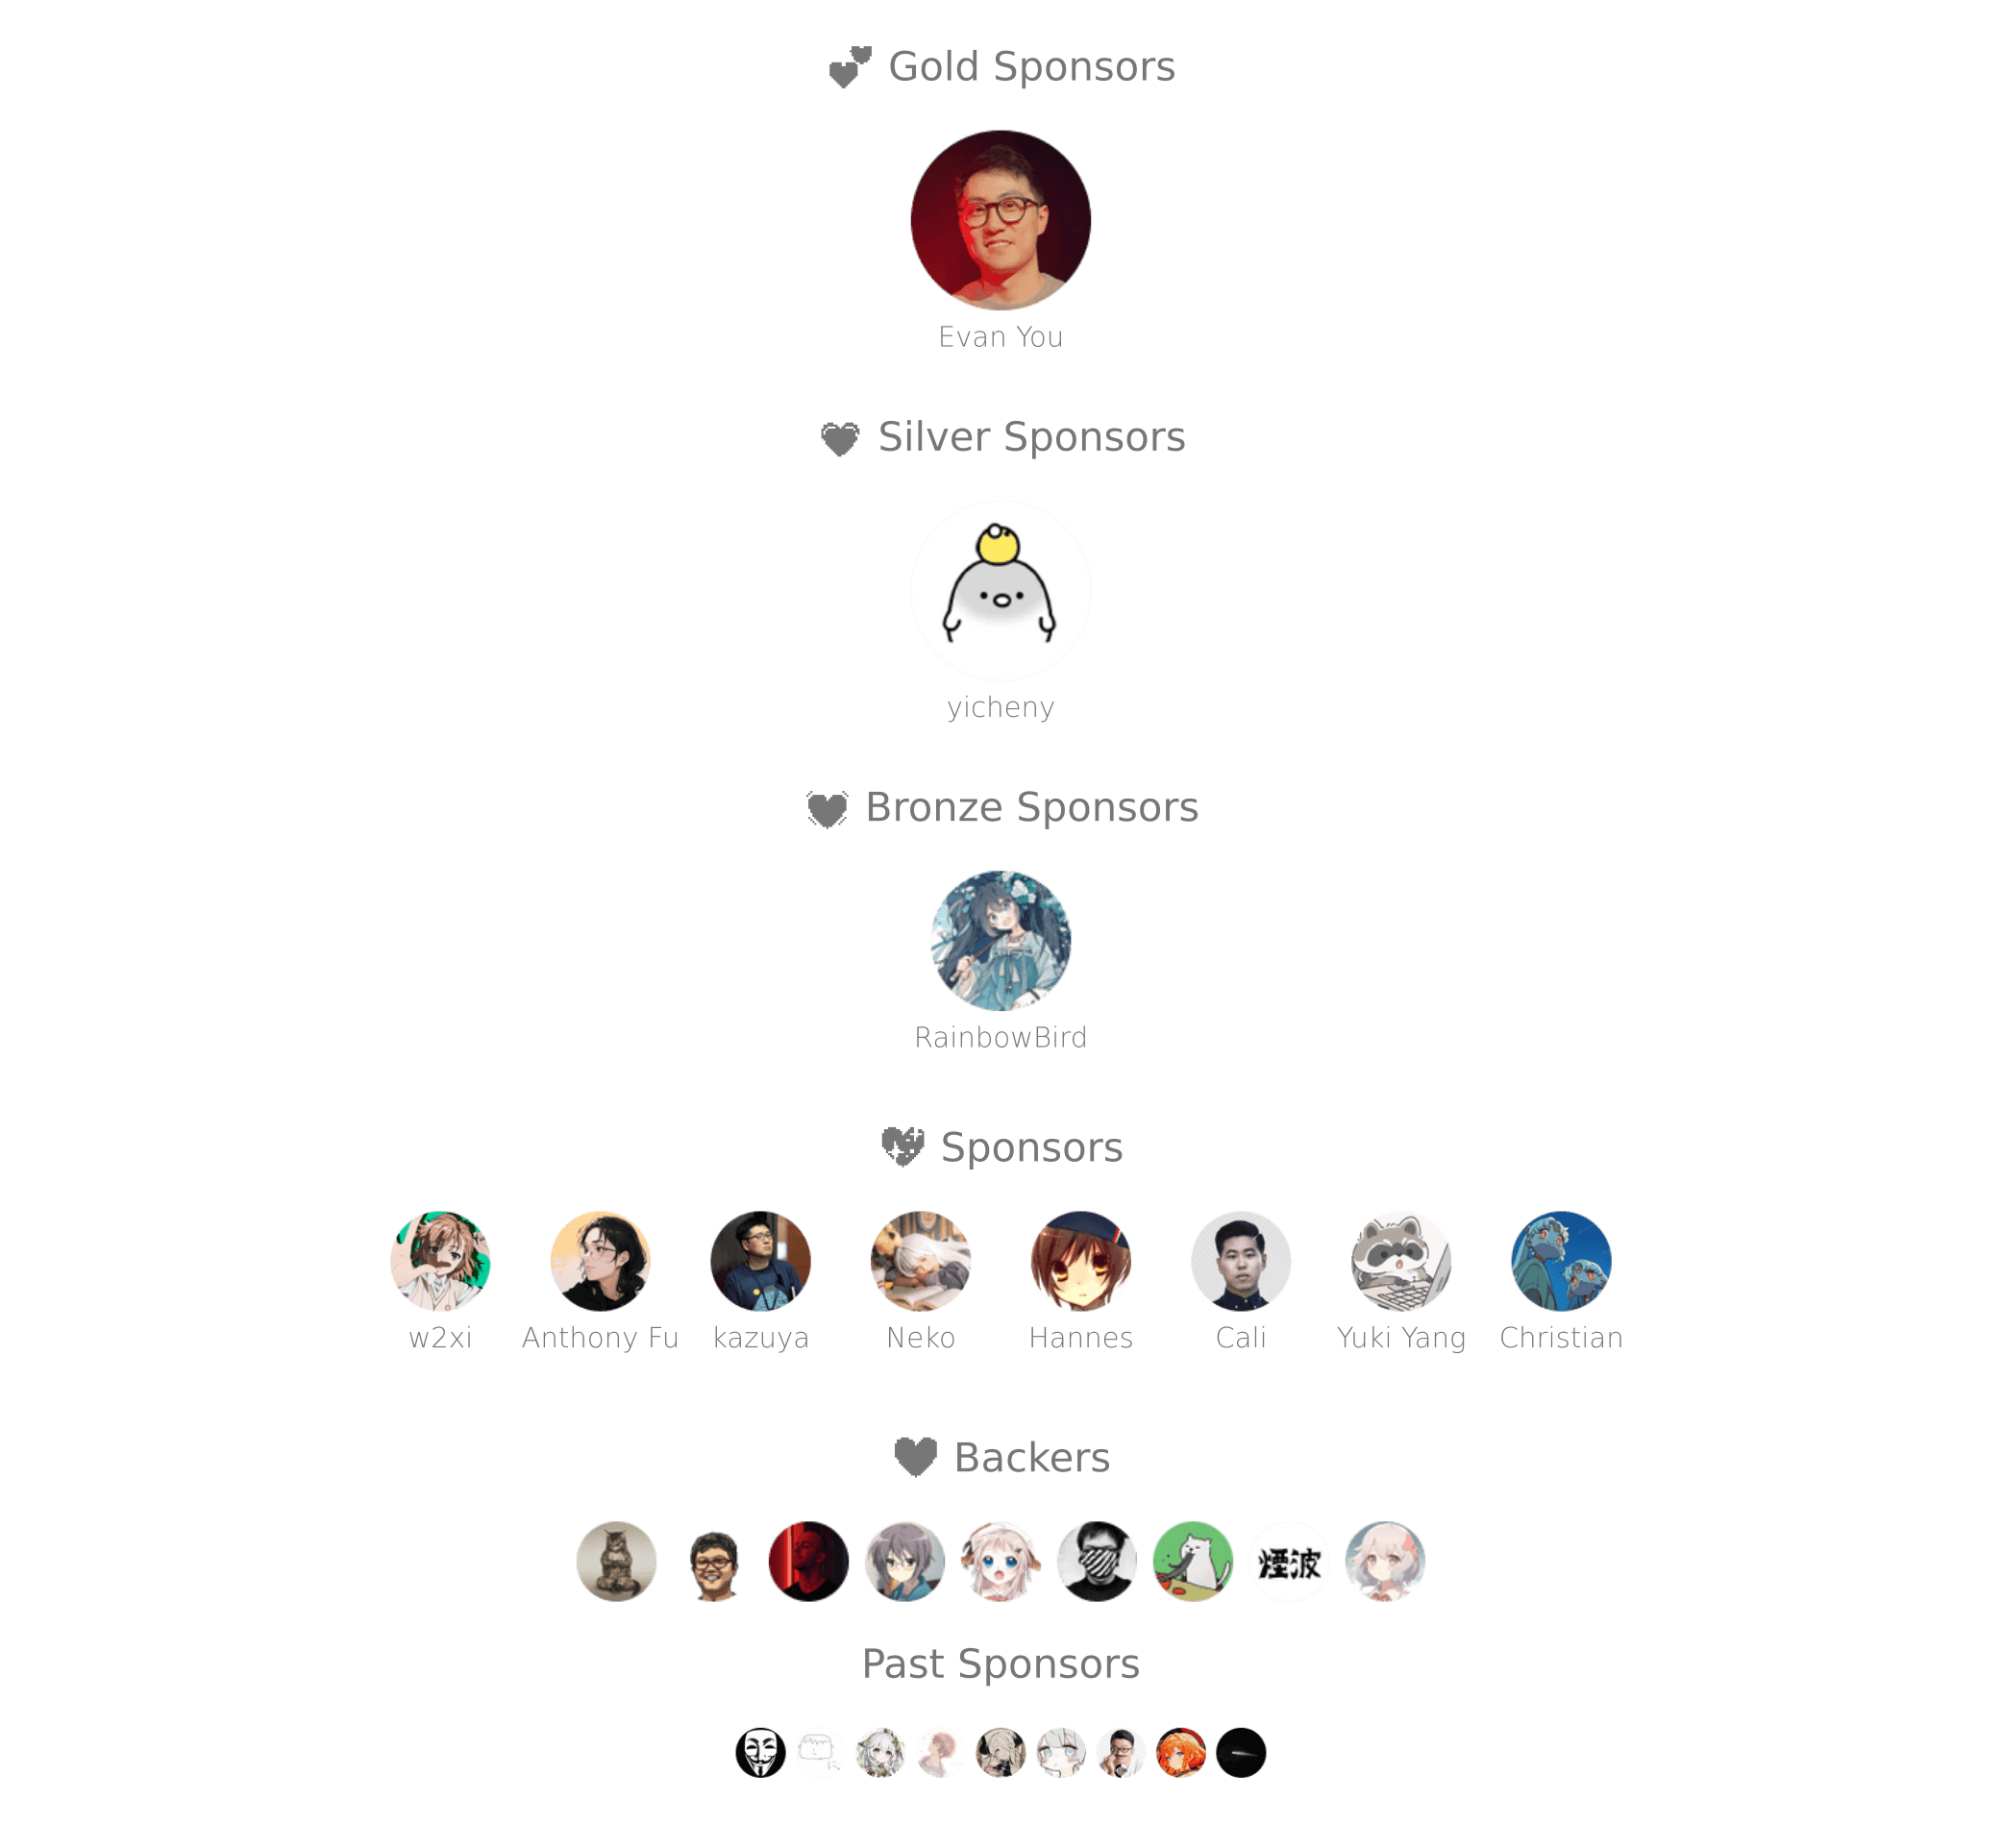 Gold Sponsors
Evan You
Silver Sponsors
yicheny
Bronze Sponsors
RainbowBird
Sponsors
w2xi Anthony Fu kazuya Neko Hannes Cali Yuki Yang Christian
Backers
煙波
Past Sponsors